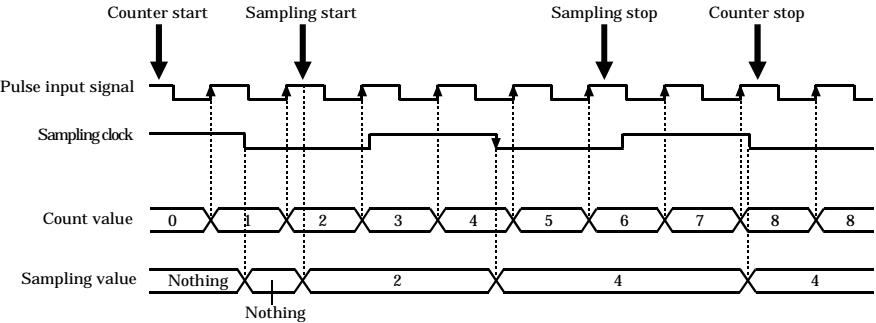 Counter start Sampling start Sampling stop Counter stop
Pulse input signal
Sampling clock
Count value 0 1 2 3 4 5 6 7 8 8
Sampling value Nothing 2 4 4
Nothing